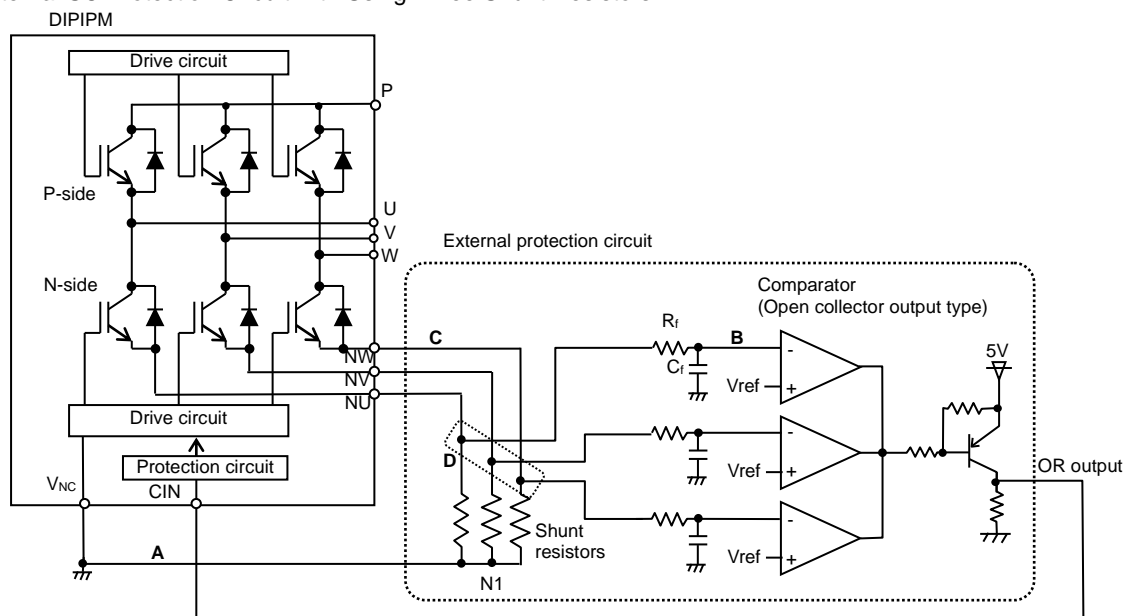 DIPIPM
Drive circuit
P
P-side
U
V
W
N-side
External protection circuit
Comparator
(Open collector output type)
Rf
C
B
-
5V
Cf
NW
Vref
+
NV
NU
Drive circuit
-
D
Protection circuit
Vref
+
OR output
VNC
CIN
-
Shunt
resistors
A
Vref
+
N1